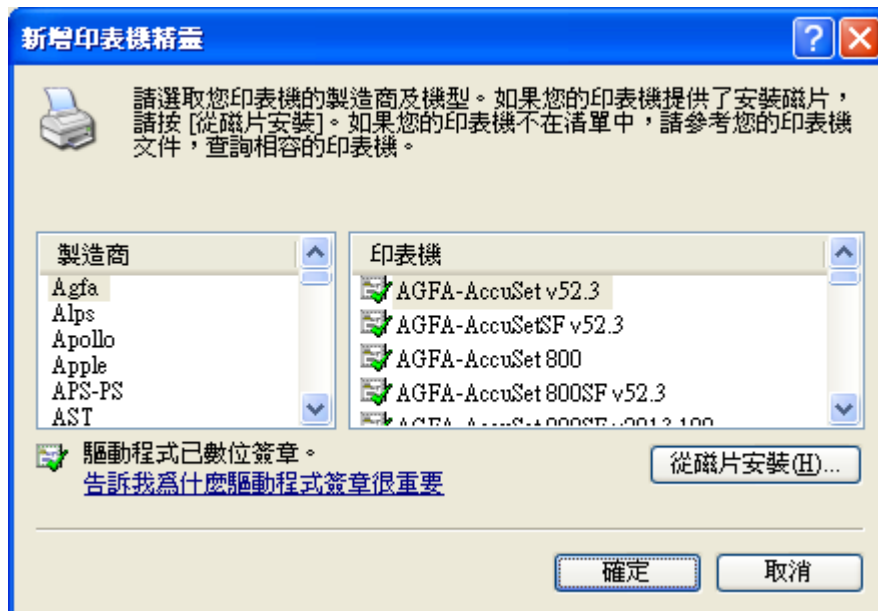 新增印表機精靈
請選取您印表機的製造商及機型。如果您的印表機提供了安裝磁片，
請按 [從磁片安裝]。如果您的印表機不在清單中，請參考您的印表機
文件，查詢相容的印表機。
製造商
Agfa
Alps
Apollo
Apple
APS-PS
AST
印表機
AGFA-AccuSet v52.3
AGFA-AccuSetSF v52.3
AGFA-AccuSet 800
AGFA-AccuSet 800SF v52.3
驅動程式已數位簽章。
告訴我為什麼驅動程式簽章很重要
從磁片安裝(H)...
確定
取消